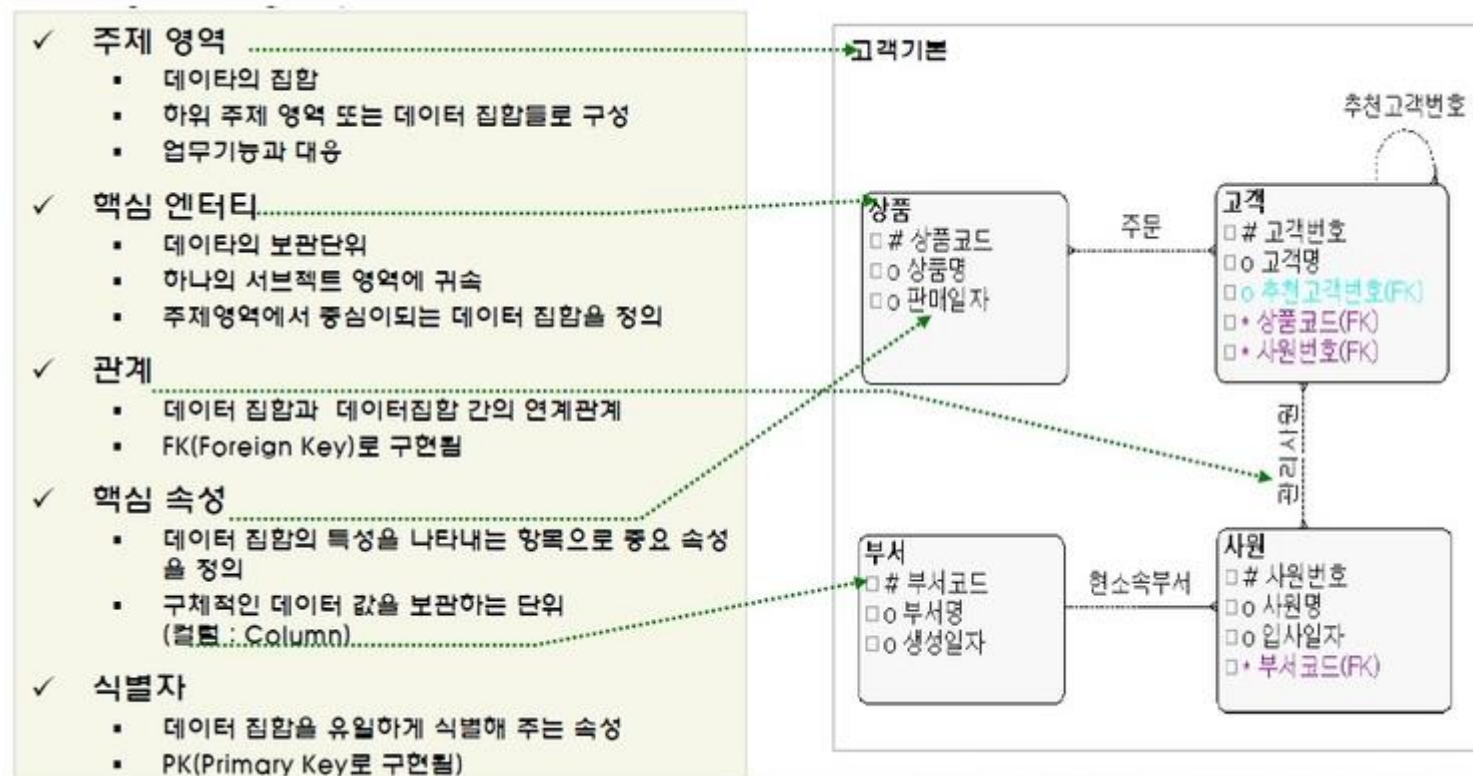 주제 영역
데이타의 집합
하위 주제 영역 또는 데이터 집합들로 구성
업무기능과 대응
핵심 엔터티
데이타의 보관단위
하나의 서브젝트 영역에 귀속
주제영역에서 중심이되는 데이터 집합을 정의
관계
데이터 집합과 데이터집합 간의 연계관계
FK(Foreign Key)로 구현됨
핵심 속성
데이터 집합의 특성을 나타내는 항목으로 중요 속성
을 정의
구체적인 데이터 값을 보관하는 단위
(컬럼 : Column)
식별자
데이터 집합을 유일하게 식별해 주는 속성
PK(Primary Key로 구현됨)
고객기본
추천고객번호
상품
# 상품코드
o 상품명
o 판매일자
주문
고객
# 고객번호
o 고객명
o 추천고객번호(FK)
* 상품코드(FK)
* 사원번호(FK)
관리사원
부서
# 부서코드
o 부서명
o 생성일자
현소속부서
사원
# 사원번호
o 사원명
o 입사일자
* 부서코드(FK)